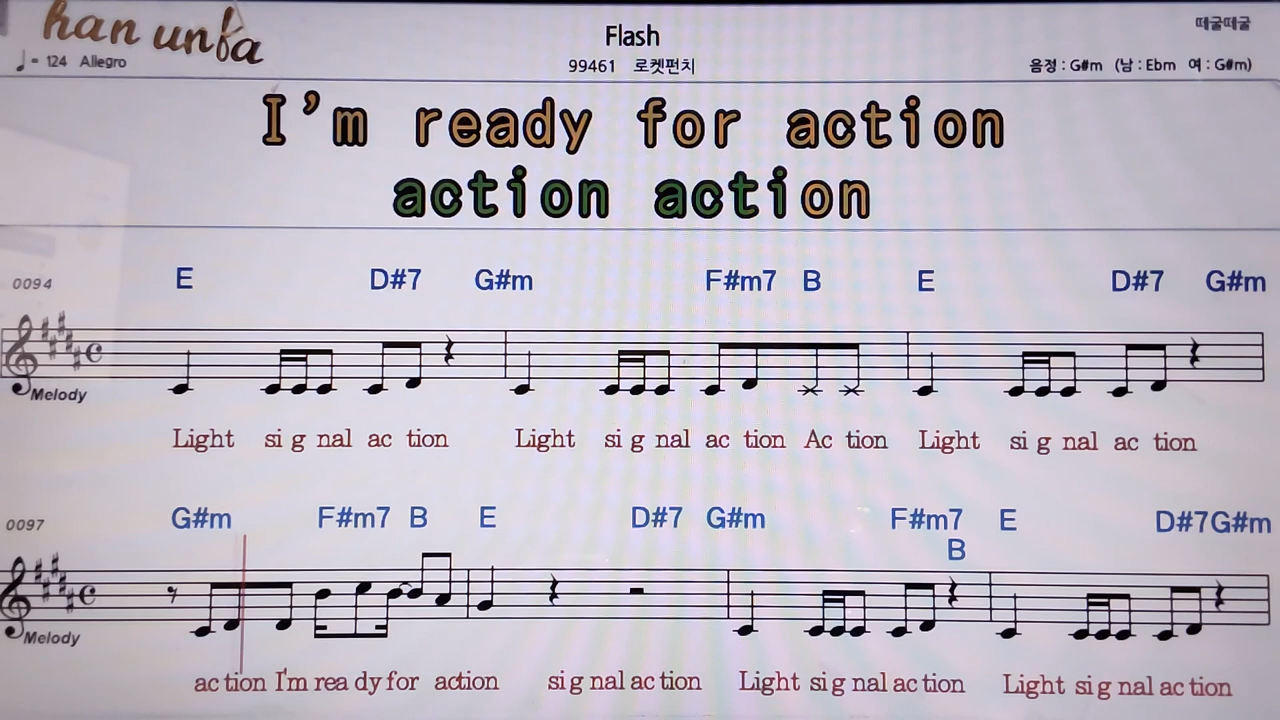 han unfa
떼굴떼굴
Flash
♩= 124 Allegro
99461 로켓펀치
음정 : G#m (남 : Ebm 여 : G#m)
I'm ready for action
action action
0094
E D#7 G#m F#m7 B E D#7 G#m
Melody
Light si g nal ac tion Light si g nal ac tion Ac tion Light si g nal ac tion
0097
G#m F#m7 B E D#7 G#m F#m7 B E D#7 G#m
Melody
ac tion I'm rea dy for action si g nal ac tion Light si g nal ac tion Light si g nal ac tion